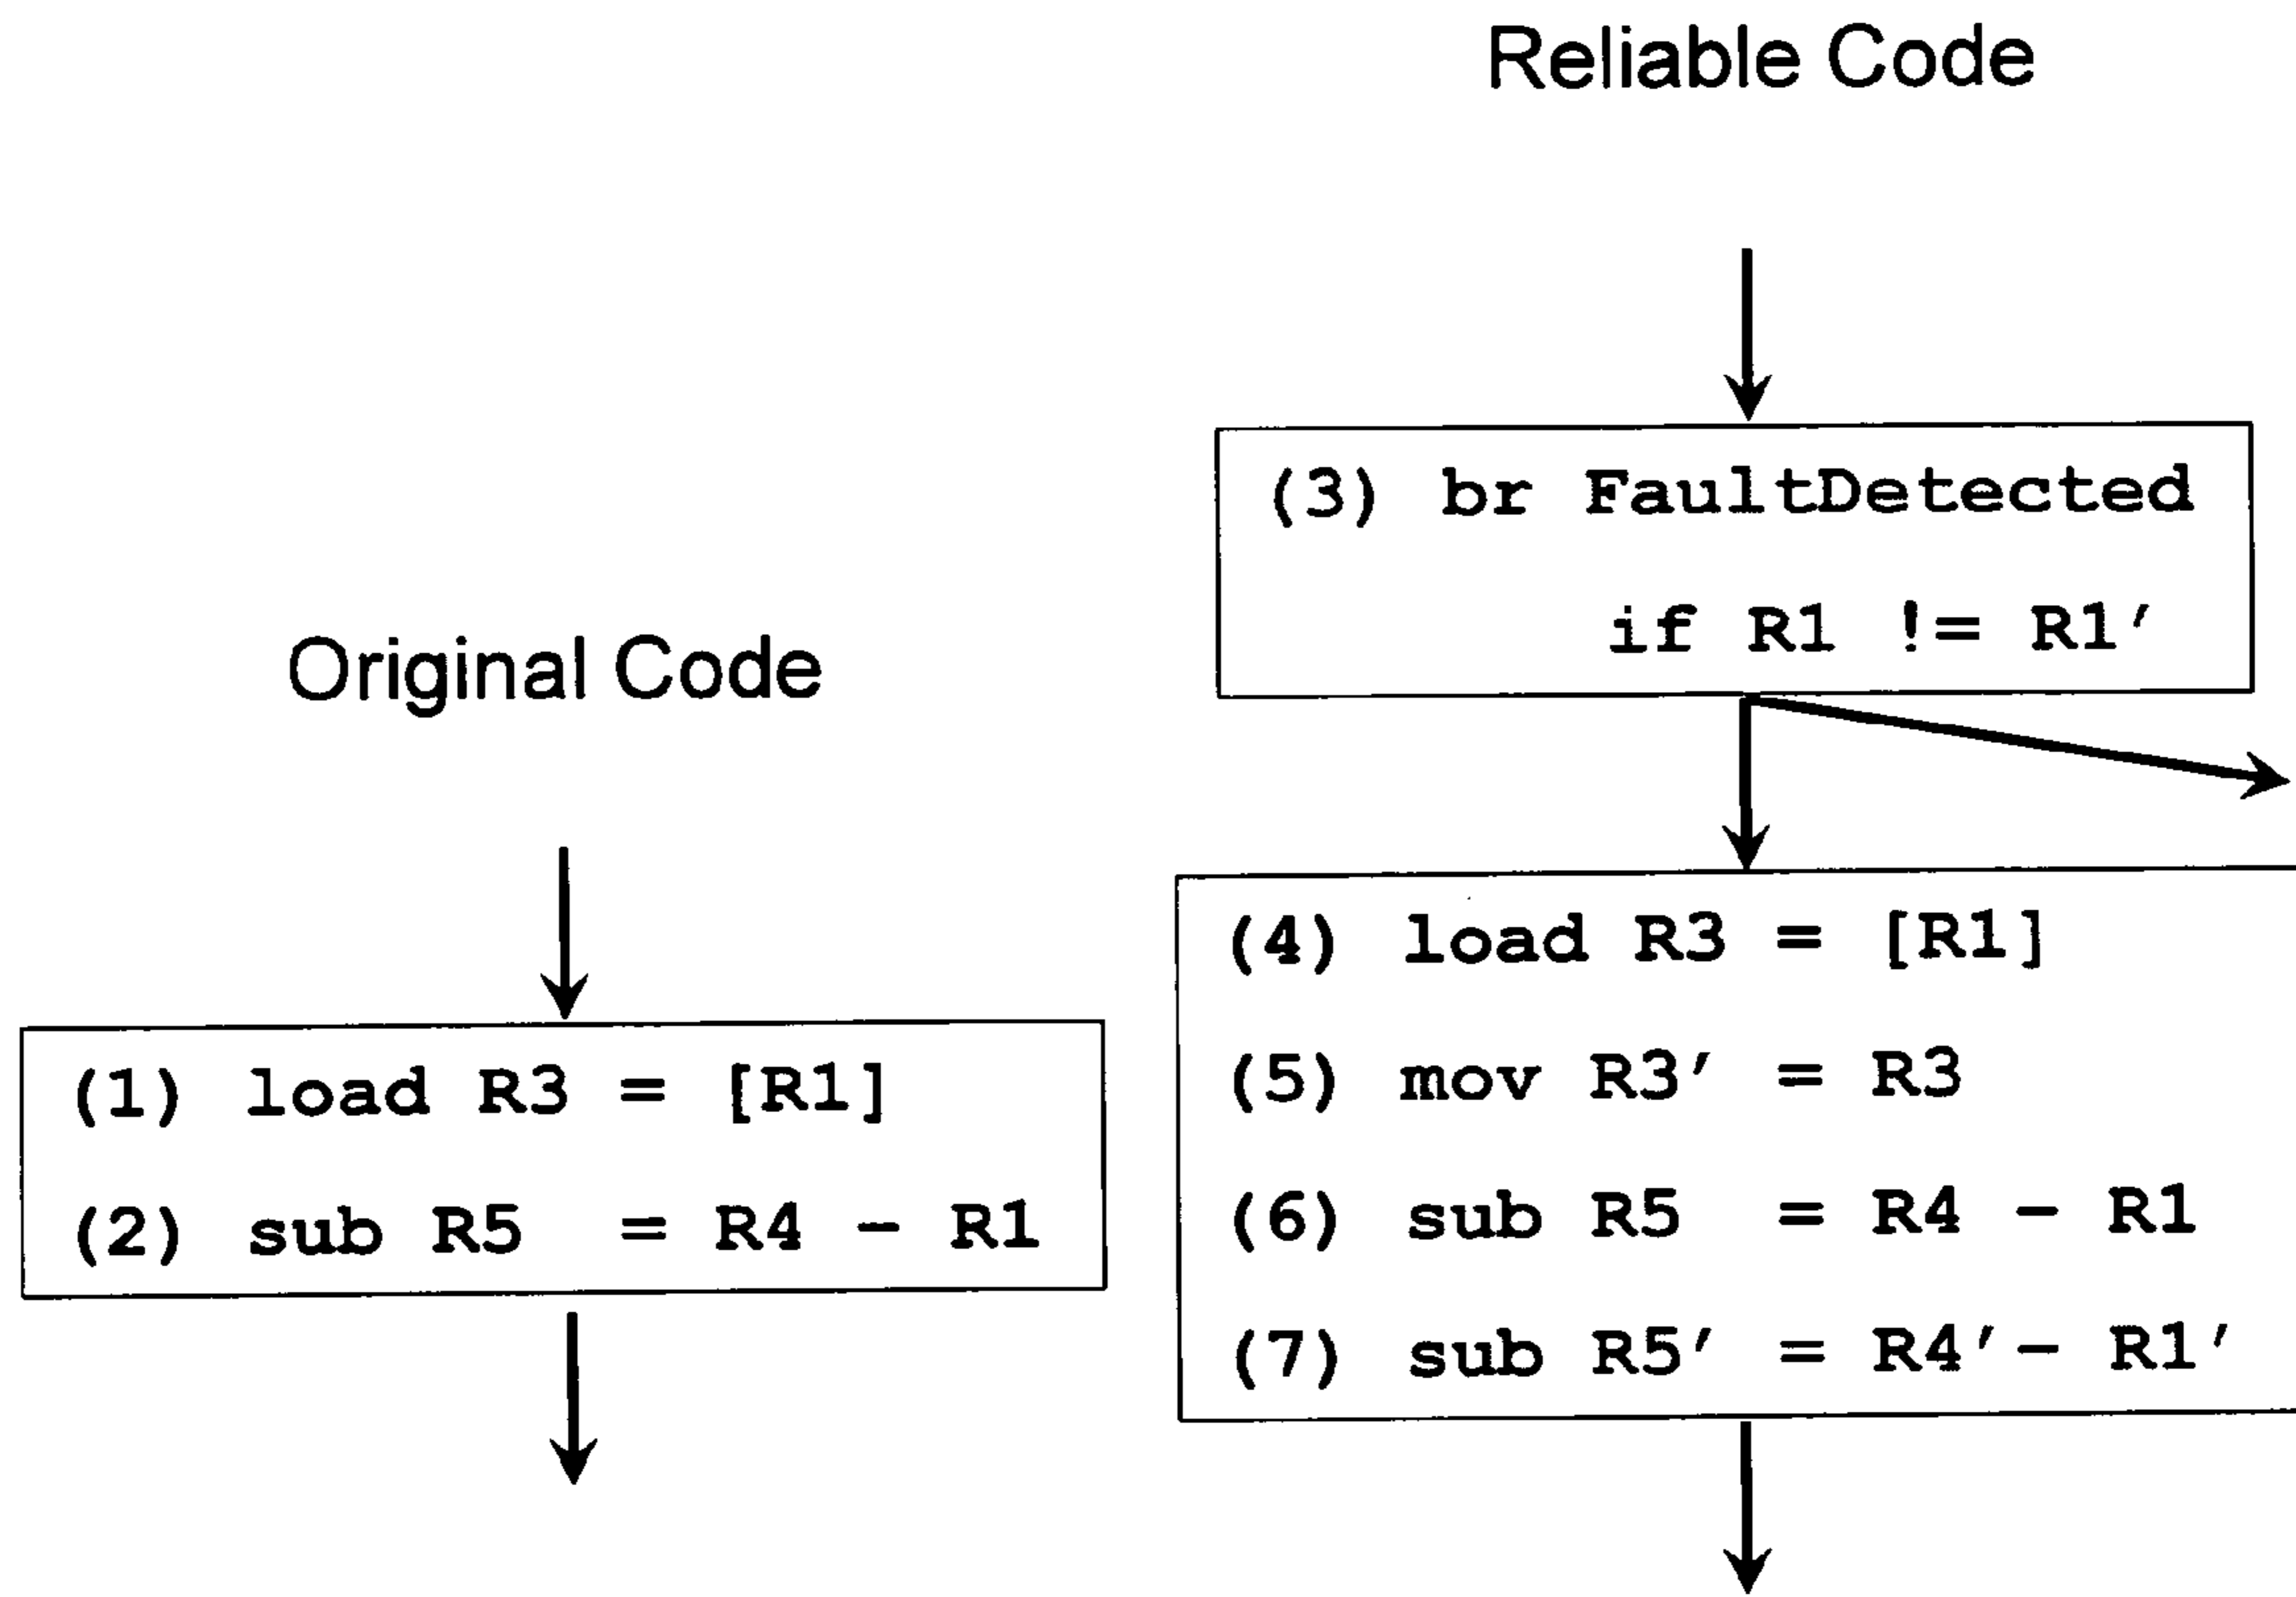 Reliable Code
(3) br FaultDetected
if R1 != R1′
Original Code
(1) load R3 = [R1]
(2) sub R5 = R4 – R1
(4) load R3 = [R1]
(5) mov R3′ = R3
(6) sub R5 = R4 – R1
(7) sub R5′ = R4′– R1′